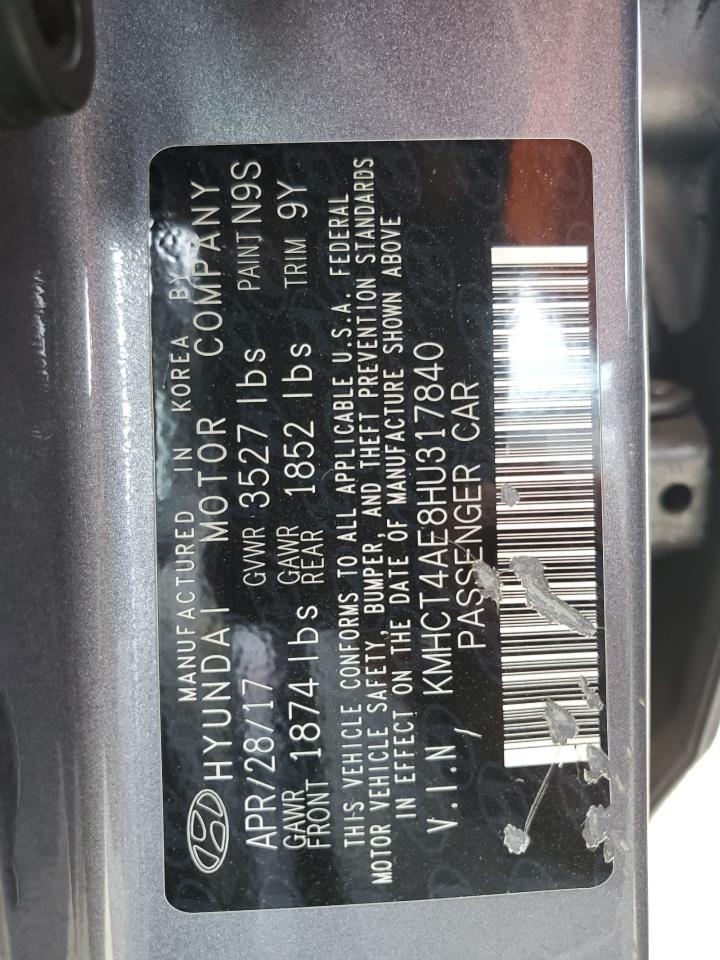 MANUFACTURED IN KOREA BY
HYUNDAI MOTOR COMPANY
APR/28/17 GVWR 3527 lbs PAINT N9S
GAWR FRONT 1874 lbs GAWR REAR 1852 lbs TRIM 9Y
THIS VEHICLE CONFORMS TO ALL APPLICABLE U.S.A. FEDERAL
MOTOR VEHICLE SAFETY, BUMPER, AND THEFT PREVENTION STANDARDS
IN EFFECT ON THE DATE OF MANUFACTURE SHOWN ABOVE
V.I.N, KMHCT4AE8HU317840
PASSENGER CAR